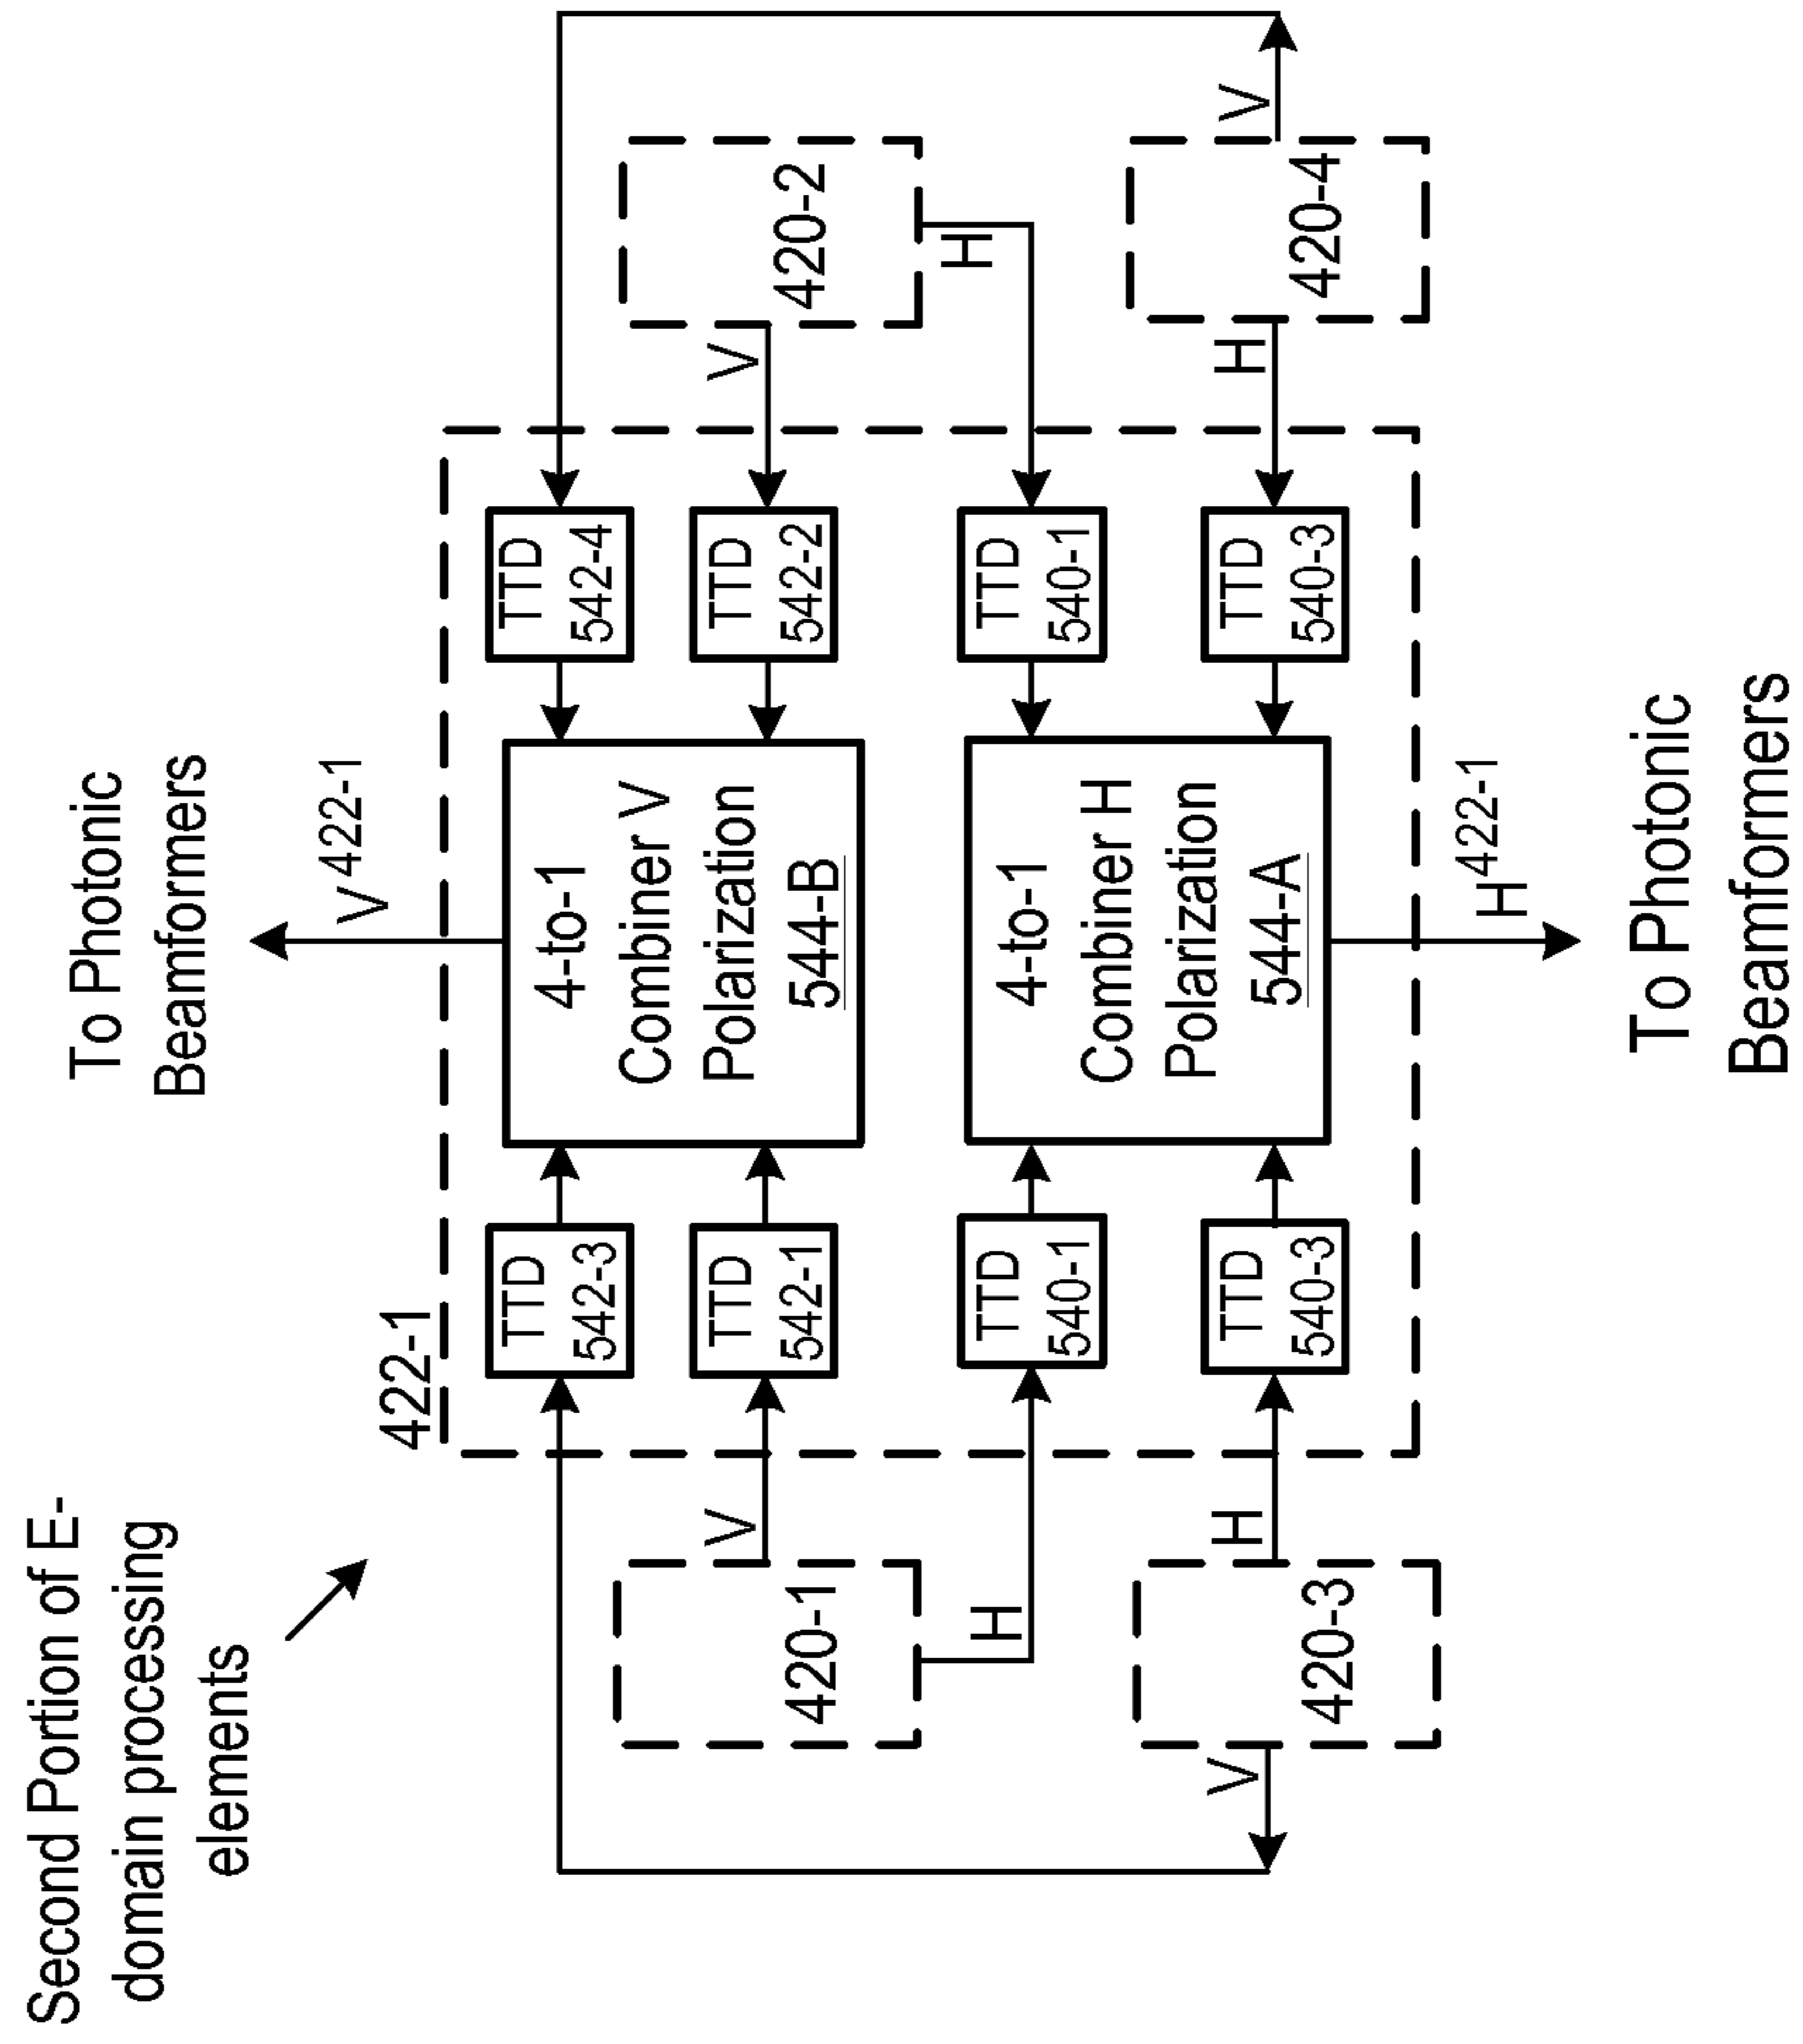 Second Portion of E-
domain processing
elements
To Photonic
Beamformers
V422-1
422-1
TTD
542-3
4-to-1
Combiner V
Polarization
544-B
TTD
542-4
TTD
542-1
TTD
542-2
V
V
420-1
420-2
H
H
TTD
540-1
4-to-1
Combiner H
Polarization
544-A
TTD
540-1
TTD
540-3
TTD
540-3
V
H
H
V
420-3
420-4
H422-1
To Photonic
Beamformers